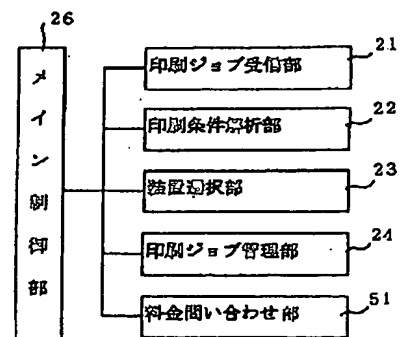 26
メイン制御部
印刷ジョブ受信部
21
印刷条件解析部
22
装置選択部
23
印刷ジョブ管理部
24
料金問い合わせ部
51